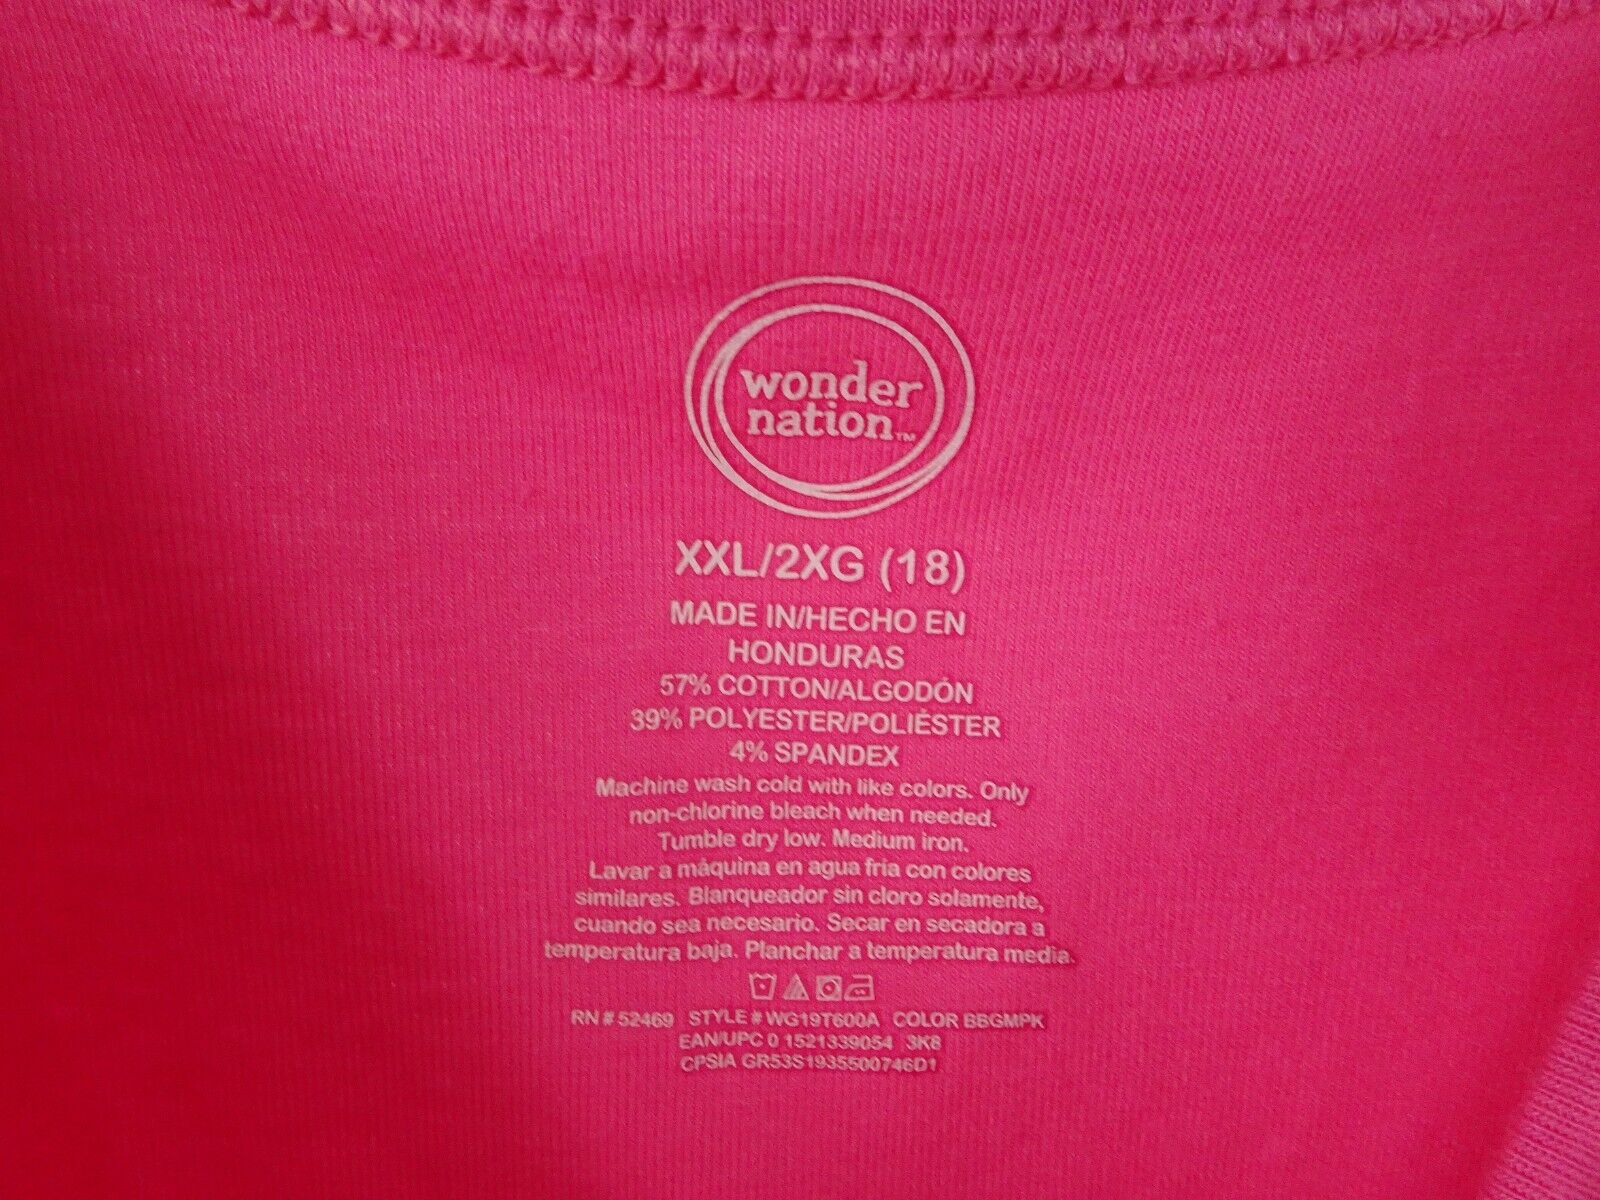 wonder
nation™
XXL/2XG (18)
MADE IN/HECHO EN
HONDURAS
57% COTTON/ALGODÓN
39% POLYESTER/POLIÉSTER
4% SPANDEX
Machine wash cold with like colors. Only
non-chlorine bleach when needed.
Tumble dry low. Medium iron.
Lavar a máquina en agua fría con colores
similares. Blanqueador sin cloro solamente,
cuando sea necesario. Secar en secadora a
temperatura baja. Planchar a temperatura media.
RN # 52469 STYLE # WG19T600A COLOR BBGMPK
EAN/UPC 0 1521339054 3K8
CPSIA GR53S1935500746D1